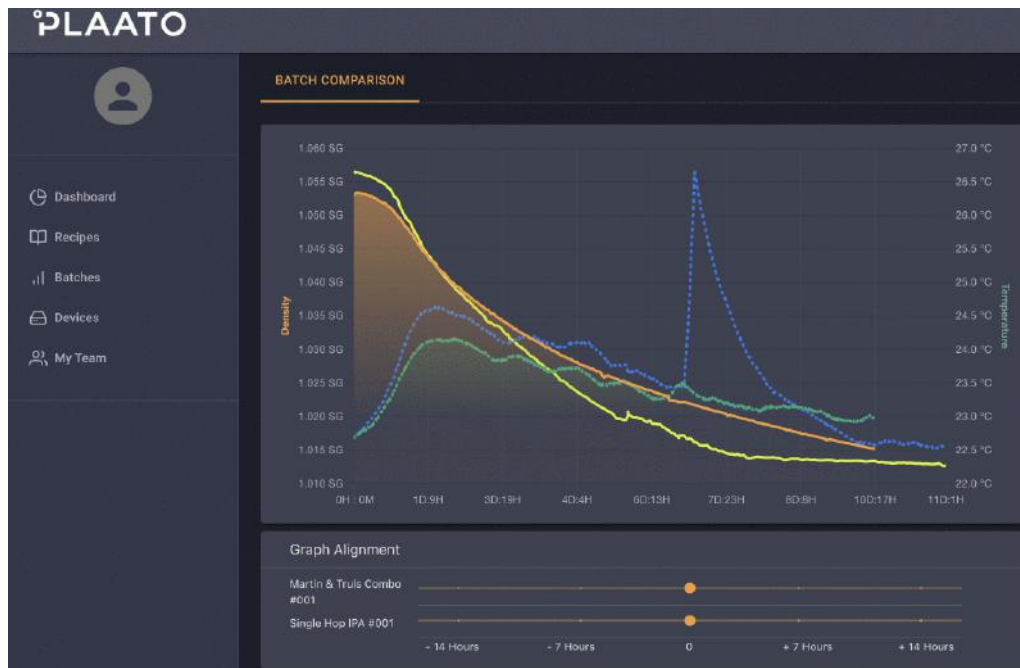 PLAATO
BATCH COMPARISON
Dashboard
Recipes
Batches
Devices
My Team
Density
1.060 SG
1.055 SG
1.050 SG
1.045 SG
1.040 SG
1.035 SG
1.030 SG
1.025 SG
1.020 SG
1.015 SG
1.010 SG
27.0 °C
26.5 °C
26.0 °C
25.5 °C
25.0 °C
24.5 °C
24.0 °C
23.5 °C
23.0 °C
22.5 °C
22.0 °C
Temperature
0H : 0M 1D:9H 3D:19H 4D:4H 6D:13H 7D:23H 8D:8H 10D:17H 11D:1H
Graph Alignment
Martin & Truls Combo
#001
Single Hop IPA #001
- 14 Hours - 7 Hours 0 + 7 Hours + 14 Hours